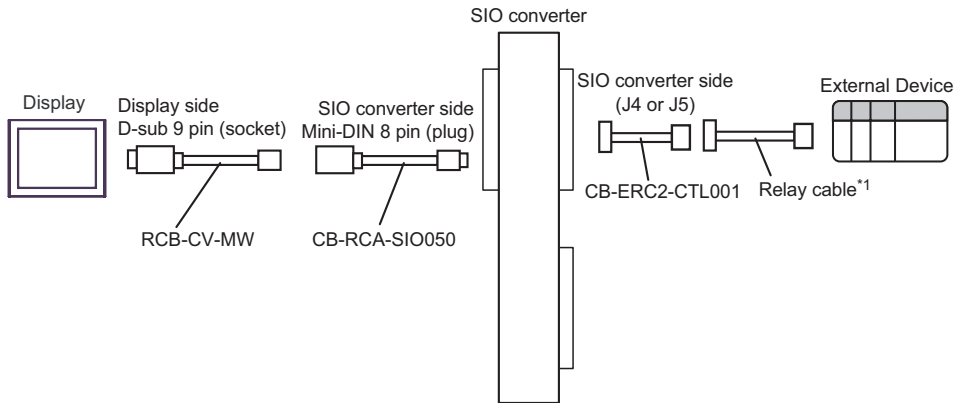 SIO converter
Display
Display side
D-sub 9 pin (socket)
SIO converter side
Mini-DIN 8 pin (plug)
SIO converter side
(J4 or J5)
External Device
RCB-CV-MW
CB-RCA-SIO050
CB-ERC2-CTL001
Relay cable*1